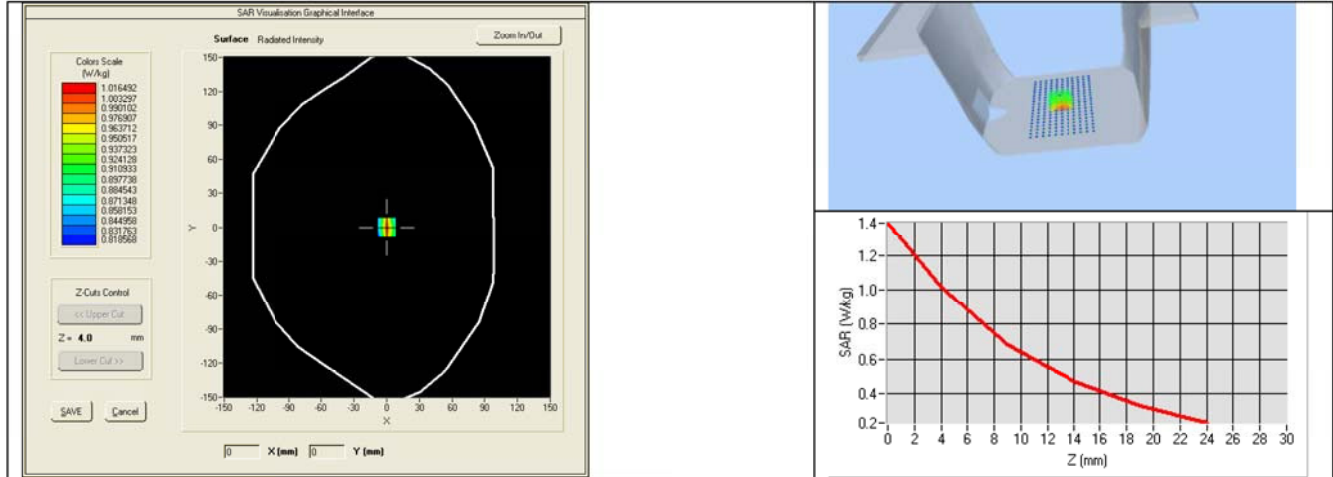 SAR Visualisation Graphical Interface
Surface Radiated Intensity
Zoom In/Out
Colors Scale
(W/kg)
1.016492
1.003297
0.990102
0.976907
0.963712
0.950517
0.937323
0.924128
0.910933
0.897738
0.884543
0.871348
0.858153
0.844958
0.831763
0.818568
Z-Cuts Control
<< Upper Cut
Z = 4.0 mm
Lower Cut >>
SAVE Cancel
150
120
90
60
30
0
-30
-60
-90
-120
-150
Y
-150 -120 -90 -60 -30 0 30 60 90 120 150
X
0 X (mm) 0 Y (mm)
1.4
1.2
1.0
0.8
0.6
0.4
0.2
SAR (W/kg)
0 2 4 6 8 10 12 14 16 18 20 22 24 26 28 30
Z (mm)